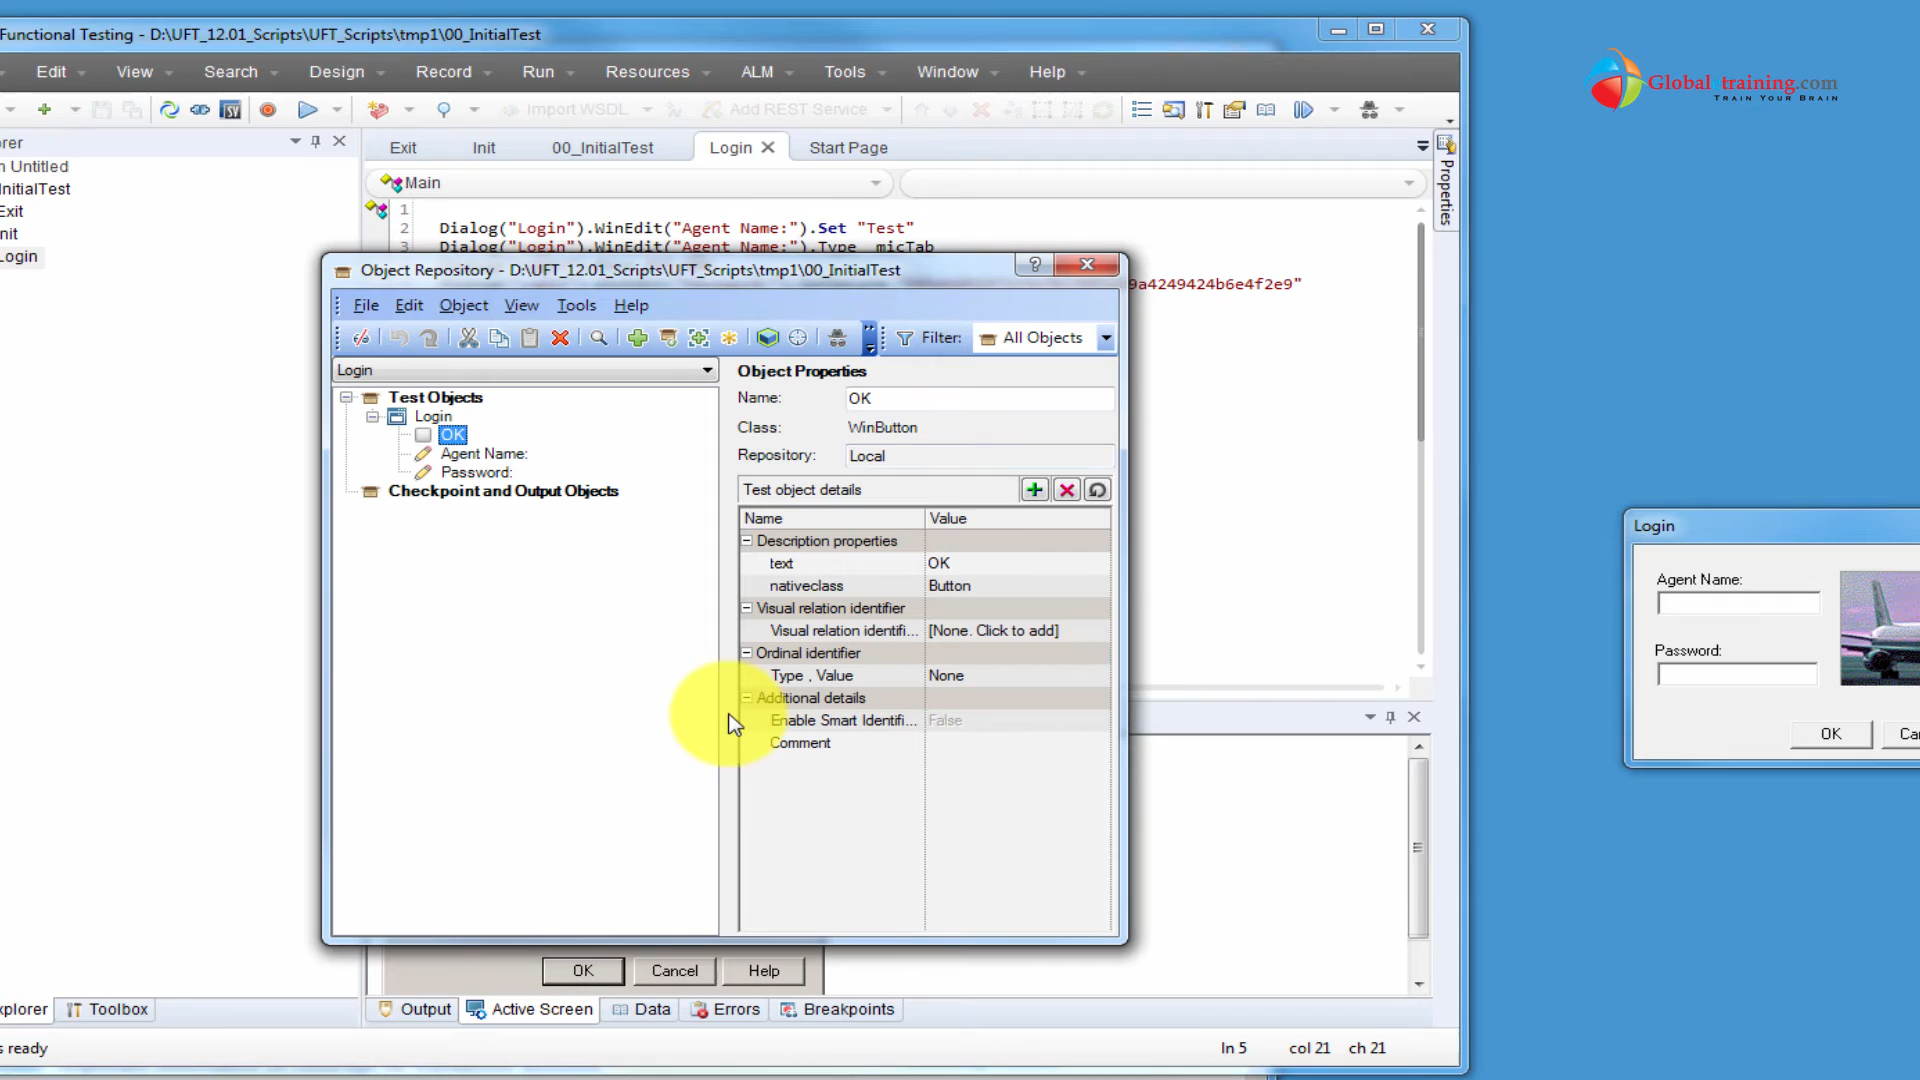 Functional Testing - D:\UFT_12.01_Scripts\UFT_Scripts\tmp1\00_InitialTest
Edit View Search Design Record Run Resources ALM Tools Window Help
Global training.com
TRAIN YOUR BRAIN
Import WSDL Add REST Service
rer
Exit Init 00_InitialTest Login Start Page
n Untitled
InitialTest
Exit
nit
Login
Main
Properties
1
2 Dialog("Login").WinEdit("Agent Name:").Set "Test"
3 Dialog("Login").WinEdit("Agent Name:").Type micTab
9a4249424b6e4f2e9"
Object Repository - D:\UFT_12.01_Scripts\UFT_Scripts\tmp1\00_InitialTest
File Edit Object View Tools Help
Filter: All Objects
Login
Test Objects
Login
OK
Agent Name:
Password:
Checkpoint and Output Objects
Object Properties
Name: OK
Class: WinButton
Repository: Local
Test object details
Name Value
Description properties
text OK
nativeclass Button
Visual relation identifier
Visual relation identifi... [None. Click to add]
Ordinal identifier
Type , Value None
Additional details
Enable Smart Identifi... False
Comment
Login
Agent Name:
Password:
OK Ca
OK Cancel Help
xplorer Toolbox
Output Active Screen Data Errors Breakpoints
s ready
ln 5 col 21 ch 21